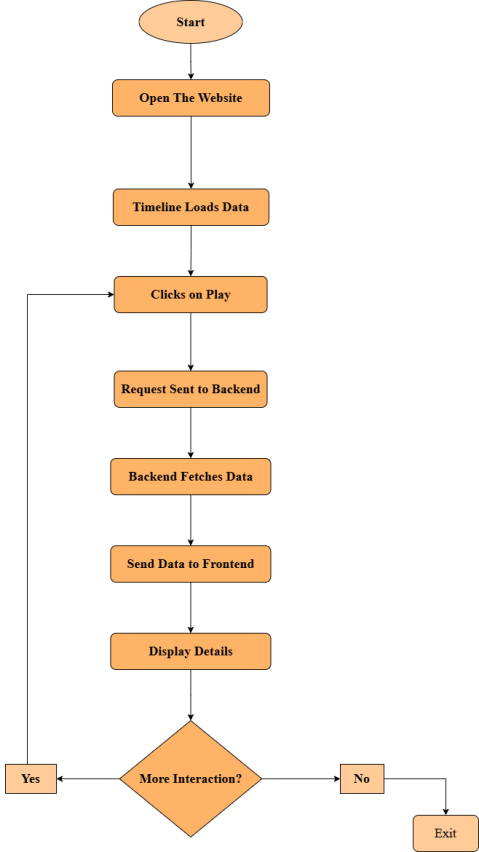 Start
Open The Website
Timeline Loads Data
Clicks on Play
Request Sent to Backend
Backend Fetches Data
Send Data to Frontend
Display Details
Yes
More Interaction?
No
Exit